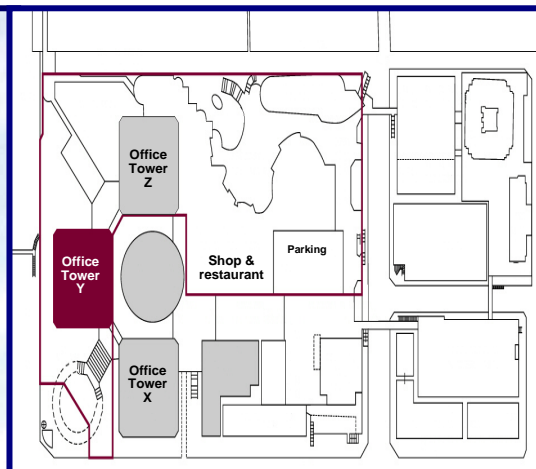 Office
Tower
Z
Office
Tower
Y
Shop &
restaurant
Parking
Office
Tower
X